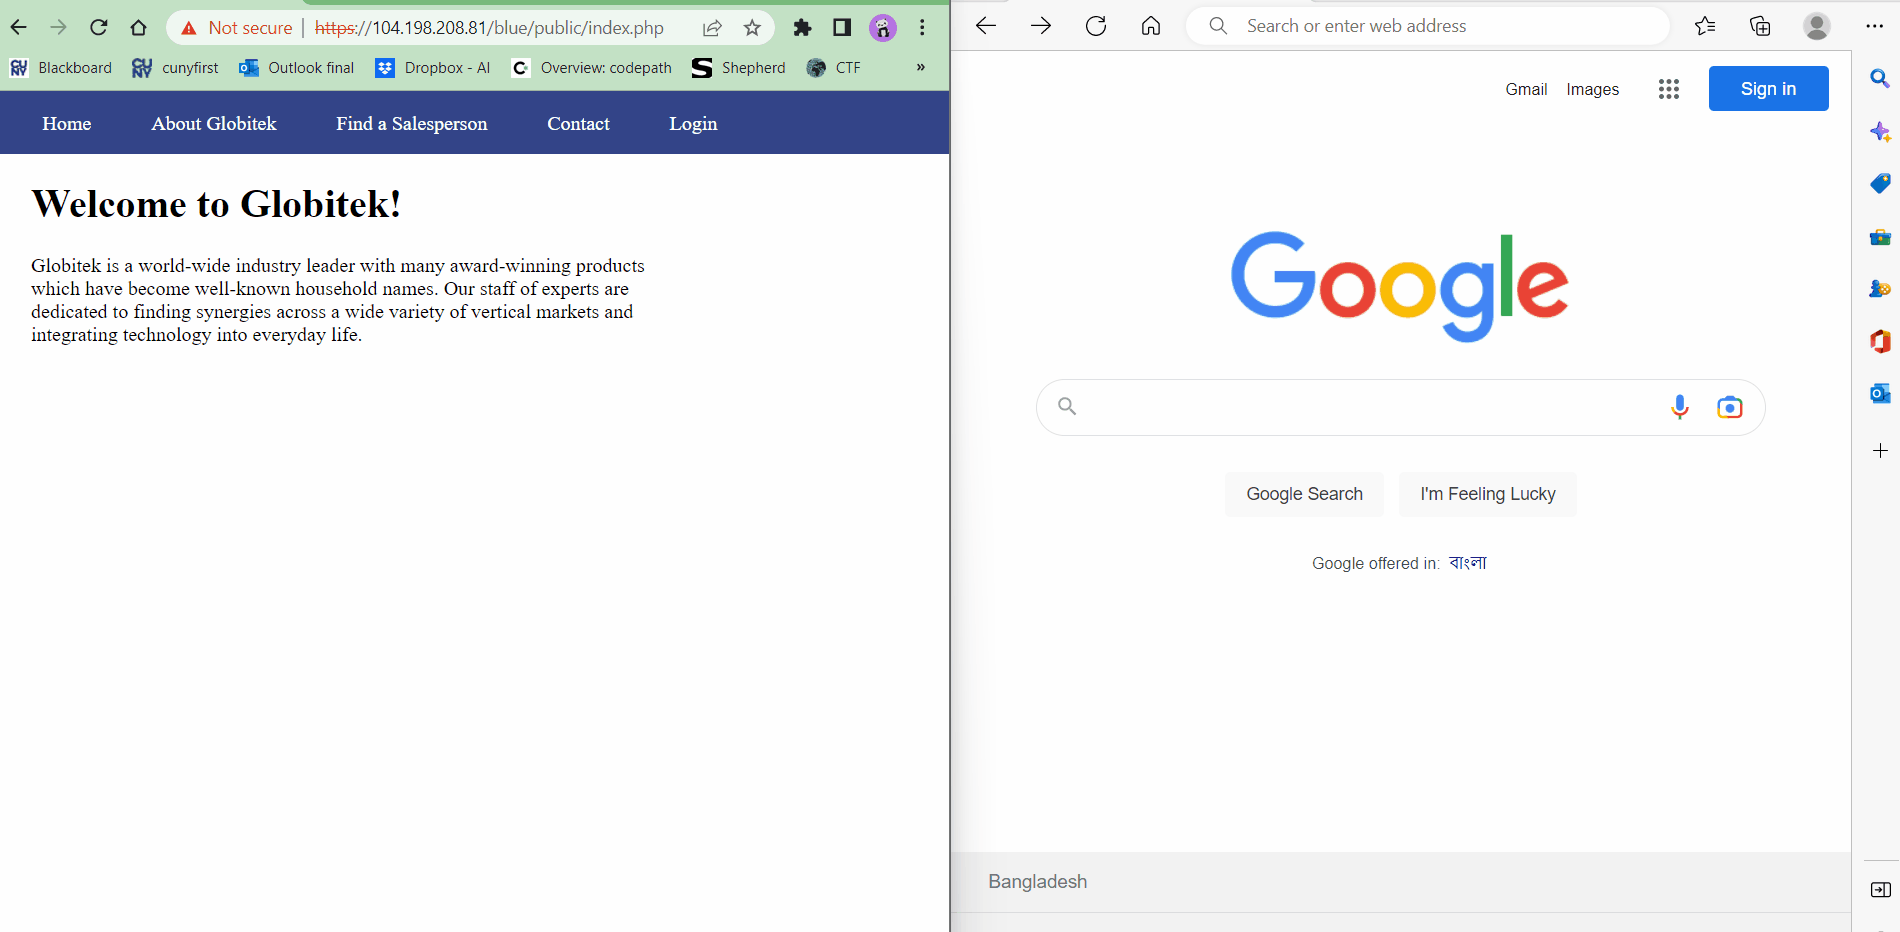 Not secure | https://104.198.208.81/blue/public/index.php
Blackboard cunyfirst Outlook final Dropbox - AI Overview: codepath Shepherd CTF »
Home About Globitek Find a Salesperson Contact Login
Welcome to Globitek!
Globitek is a world-wide industry leader with many award-winning products
which have become well-known household names. Our staff of experts are
dedicated to finding synergies across a wide variety of vertical markets and
integrating technology into everyday life.
Search or enter web address
Gmail Images Sign in
Google
Google Search I'm Feeling Lucky
Google offered in: বাংলা
Bangladesh